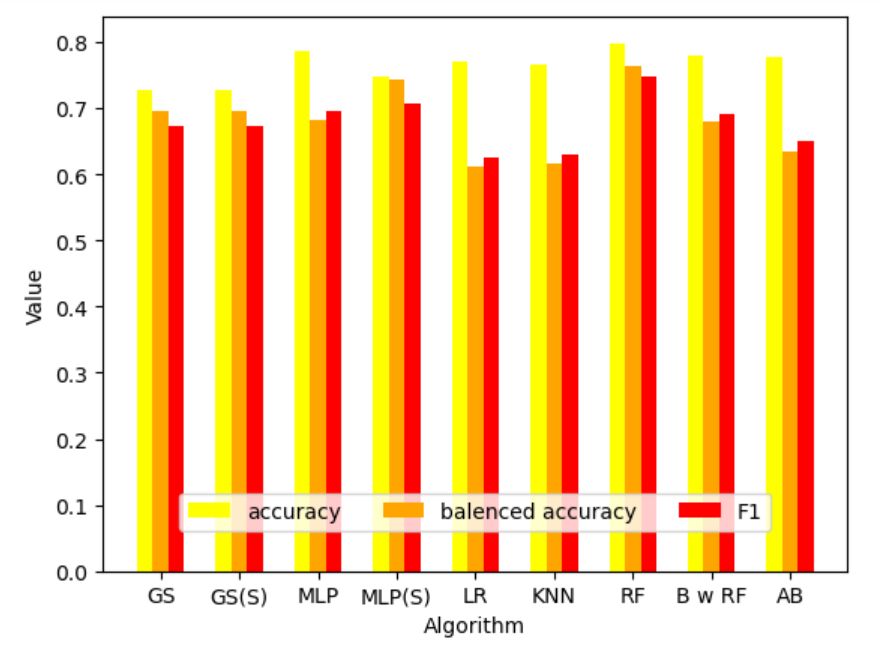 0.8
0.7
0.6
0.5
0.4
0.3
0.2
0.1
0.0
Value
accuracy balenced accuracy F1
GS GS(S) MLP MLP(S) LR KNN RF B w RF AB
Algorithm